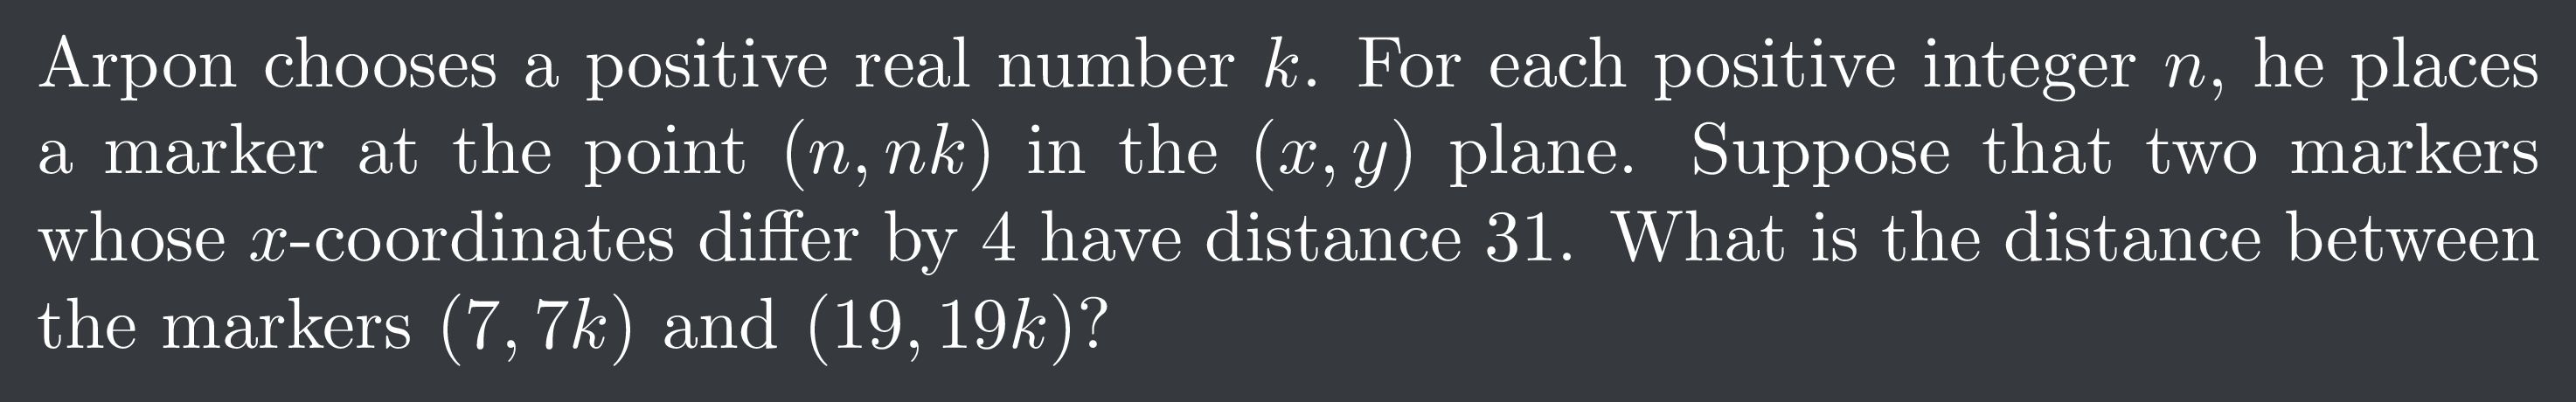 Arpon chooses a positive real number k. For each positive integer n, he places
a marker at the point (n, nk) in the (x, y) plane. Suppose that two markers
whose x-coordinates differ by 4 have distance 31. What is the distance between
the markers (7, 7k) and (19, 19k)?